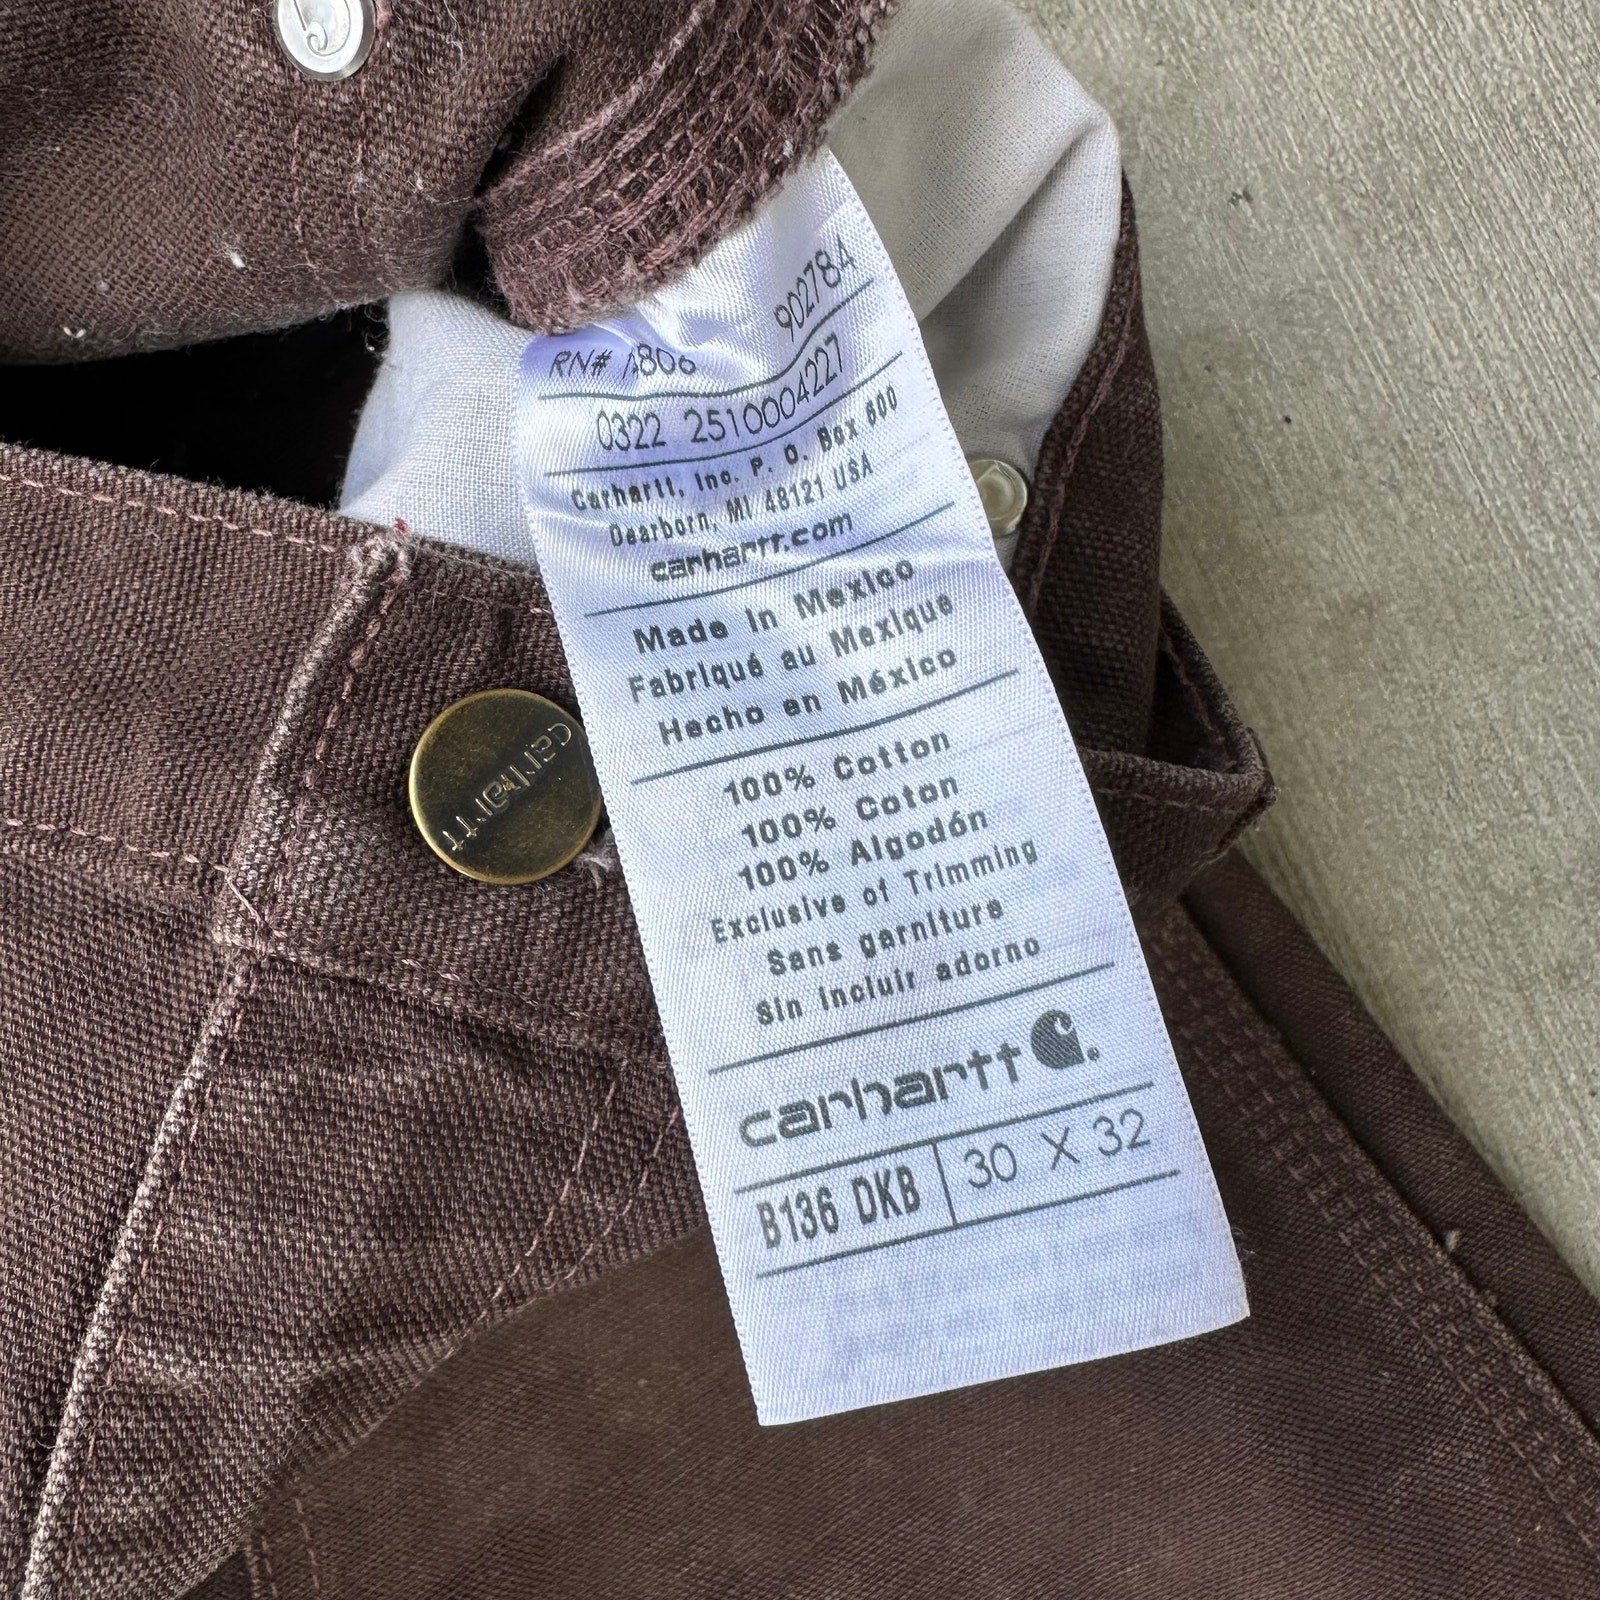 RN# 806 902784
0322 2510004227
Carhartt, Inc. P. O. Box 600
Dearborn, MI 48121 USA
carhartt.com
Made in Mexico
Fabriqué au Mexique
Hecho en México
100% Cotton
100% Coton
100% Algodón
Exclusive of Trimming
Sans garniture
Sin incluir adorno
carhartt
B136 DKB 30 X 32
carhartt